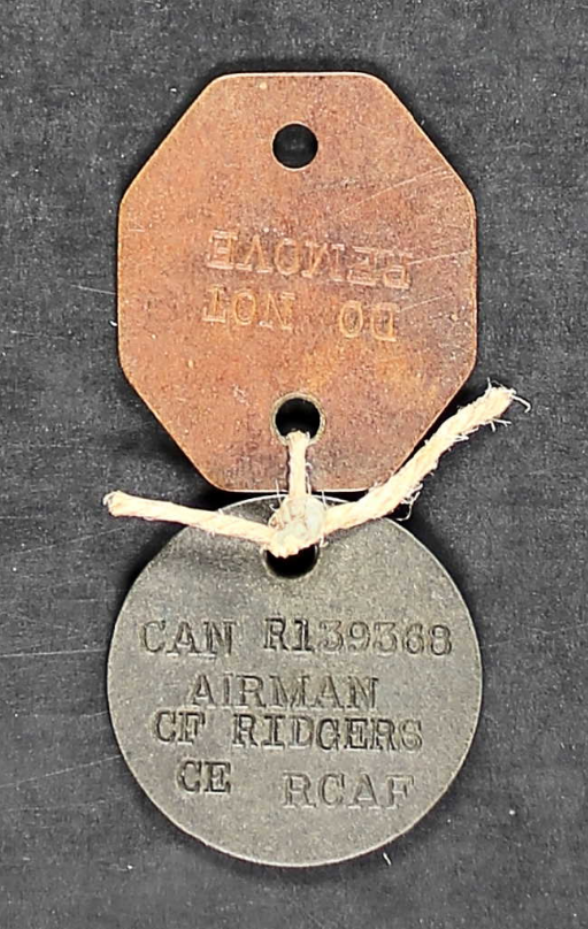 DO NOT
REMOVE
CAN R139368
AIRMAN
CF RIDGERS
CE RCAF